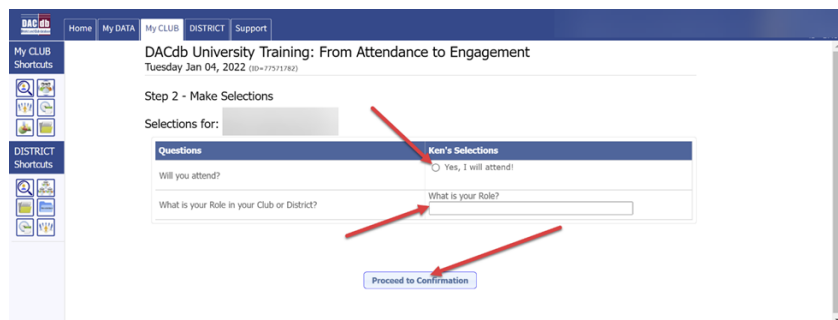 DACdb
Home My DATA My CLUB DISTRICT Support
My CLUB
Shortcuts
DISTRICT
Shortcuts
DACdb University Training: From Attendance to Engagement
Tuesday Jan 04, 2022 (ID=77571782)
Step 2 - Make Selections
Selections for:
Questions Ken's Selections
Will you attend? Yes, I will attend!
What is your Role in your Club or District? What is your Role?
Proceed to Confirmation